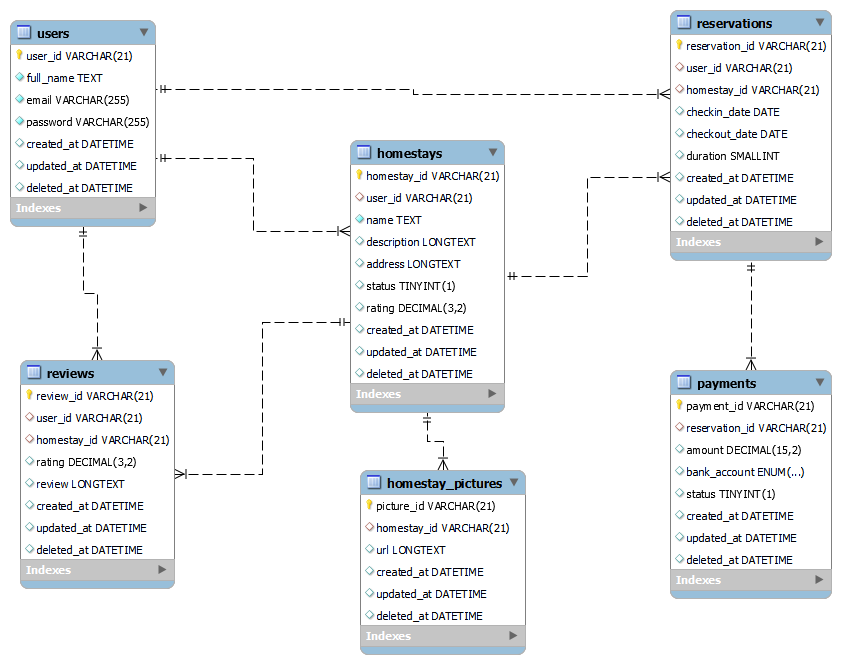 users
user_id VARCHAR(21)
full_name TEXT
email VARCHAR(255)
password VARCHAR(255)
created_at DATETIME
updated_at DATETIME
deleted_at DATETIME
Indexes
homestays
homestay_id VARCHAR(21)
user_id VARCHAR(21)
name TEXT
description LONGTEXT
address LONGTEXT
status TINYINT(1)
rating DECIMAL(3,2)
created_at DATETIME
updated_at DATETIME
deleted_at DATETIME
Indexes
reservations
reservation_id VARCHAR(21)
user_id VARCHAR(21)
homestay_id VARCHAR(21)
checkin_date DATE
checkout_date DATE
duration SMALLINT
created_at DATETIME
updated_at DATETIME
deleted_at DATETIME
Indexes
reviews
review_id VARCHAR(21)
user_id VARCHAR(21)
homestay_id VARCHAR(21)
rating DECIMAL(3,2)
review LONGTEXT
created_at DATETIME
updated_at DATETIME
deleted_at DATETIME
Indexes
homestay_pictures
picture_id VARCHAR(21)
homestay_id VARCHAR(21)
url LONGTEXT
created_at DATETIME
updated_at DATETIME
deleted_at DATETIME
Indexes
payments
payment_id VARCHAR(21)
reservation_id VARCHAR(21)
amount DECIMAL(15,2)
bank_account ENUM(...)
status TINYINT(1)
created_at DATETIME
updated_at DATETIME
deleted_at DATETIME
Indexes